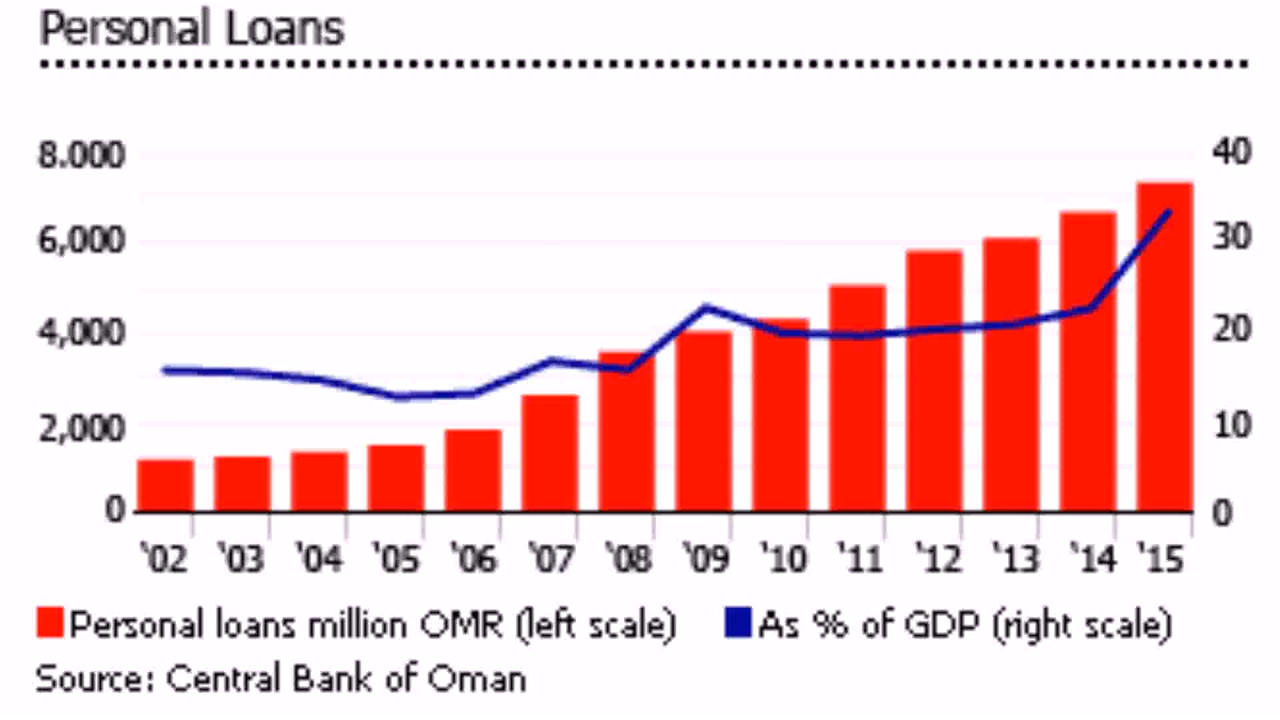 Personal Loans
8.000 40
6,000 30
4,000 20
2,000 10
0 0
'02 '03 '04 '05 '06 '07 '08 '09 '10 '11 '12 '13 '14 '15
Personal loans million OMR (left scale) As % of GDP (right scale)
Source: Central Bank of Oman